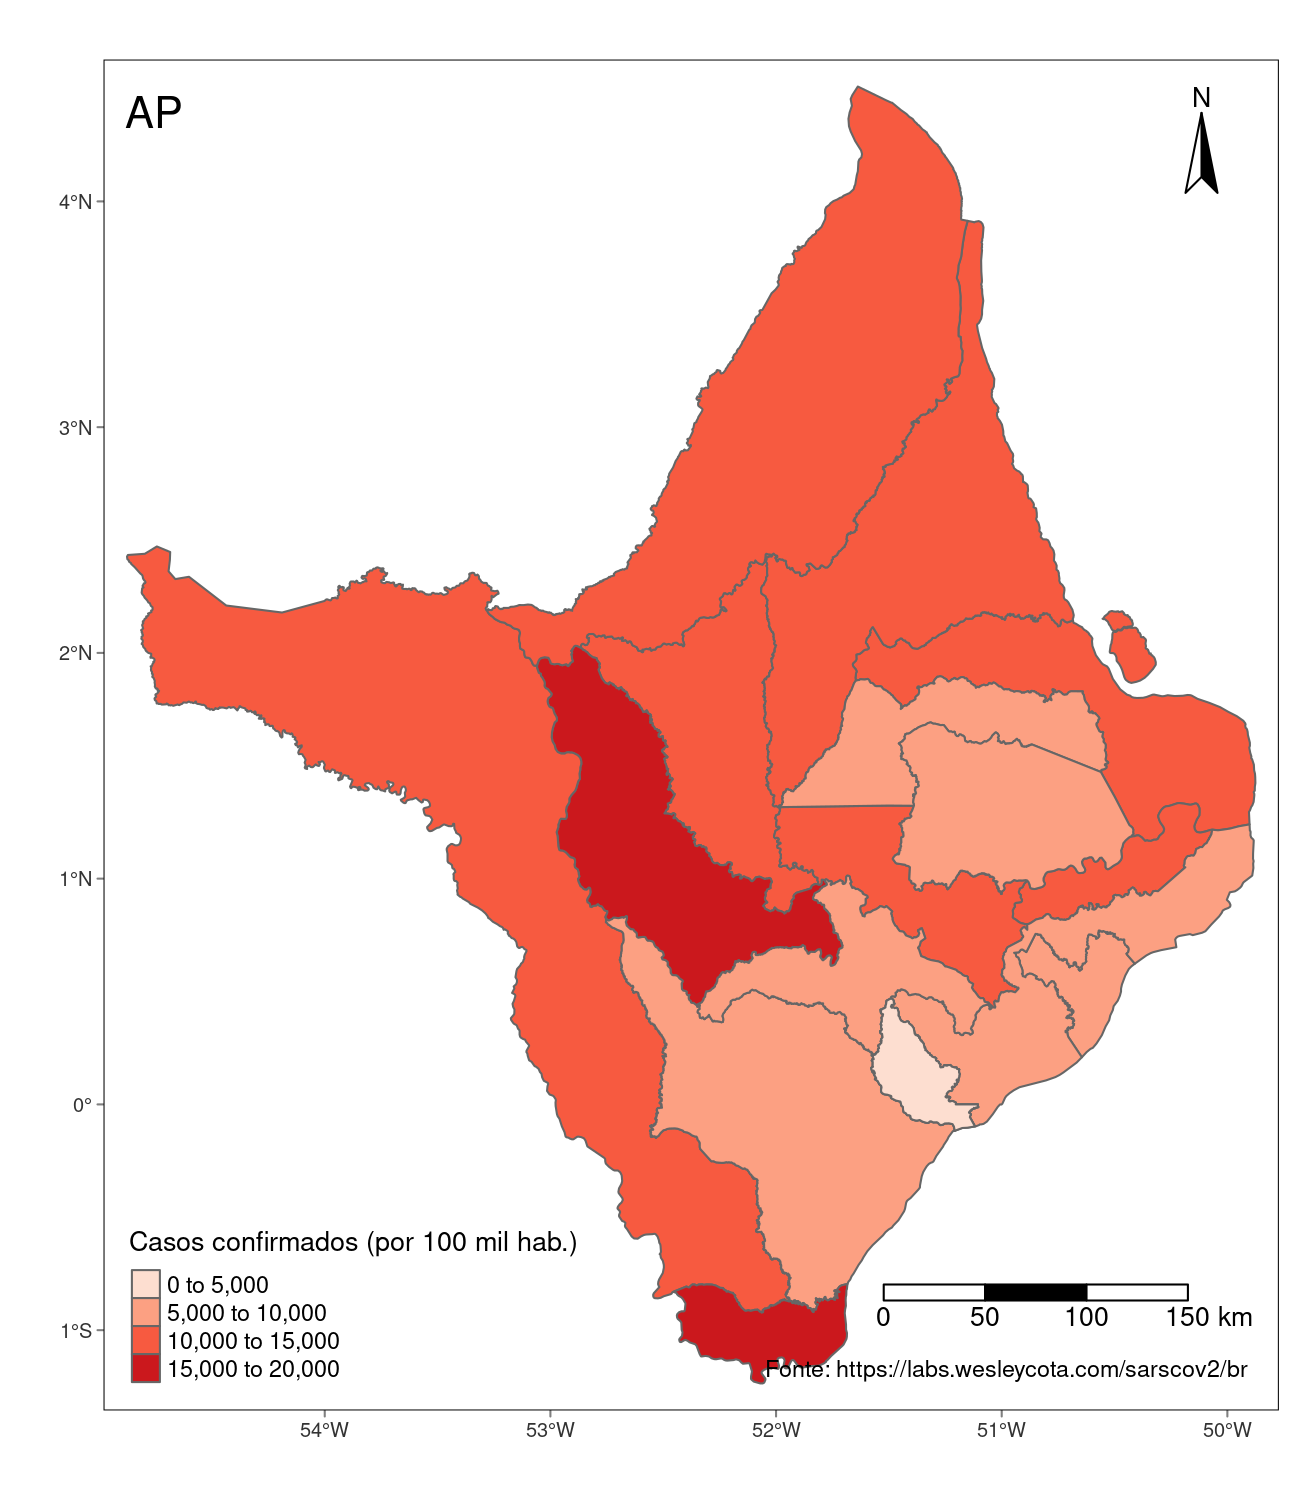 AP
N
4°N
3°N
2°N
1°N
0°
1°S
Casos confirmados (por 100 mil hab.)
0 to 5,000
5,000 to 10,000
10,000 to 15,000
15,000 to 20,000
0 50 100 150 km
Fonte: https://labs.wesleycota.com/sarscov2/br
54°W 53°W 52°W 51°W 50°W